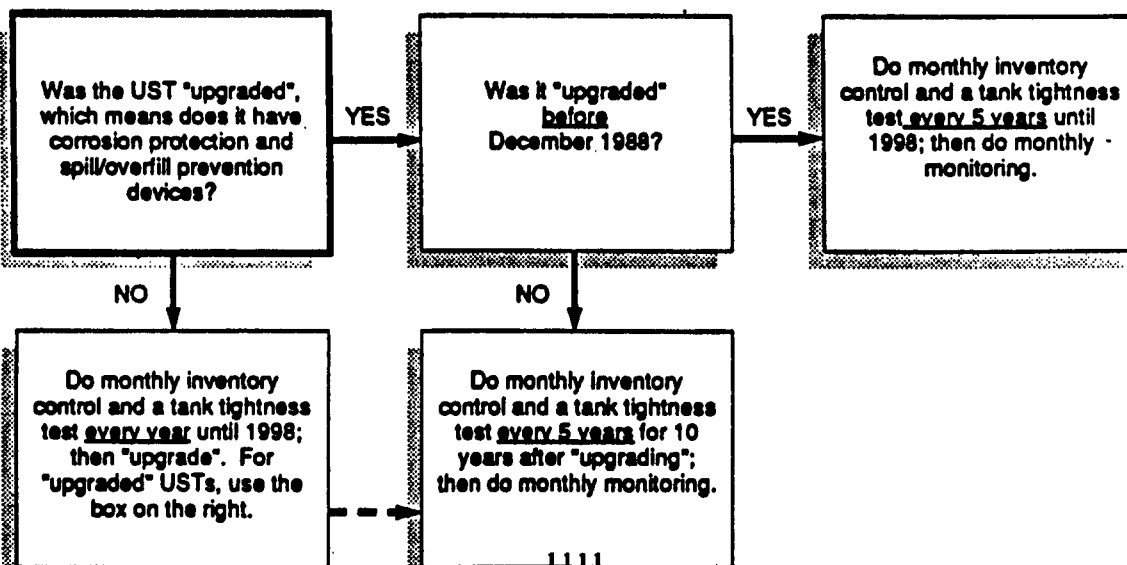 Was the UST "upgraded",
which means does it have
corrosion protection and
spill/overfill prevention
devices?
YES
Was it "upgraded"
before
December 1988?
YES
Do monthly inventory
control and a tank tightness
test every 5 years until
1998; then do monthly
monitoring.
NO
NO
Do monthly inventory
control and a tank tightness
test every year until 1998;
then "upgrade". For
"upgraded" USTs, use the
box on the right.
Do monthly inventory
control and a tank tightness
test every 5 years for 10
years after "upgrading";
then do monthly monitoring.
1111